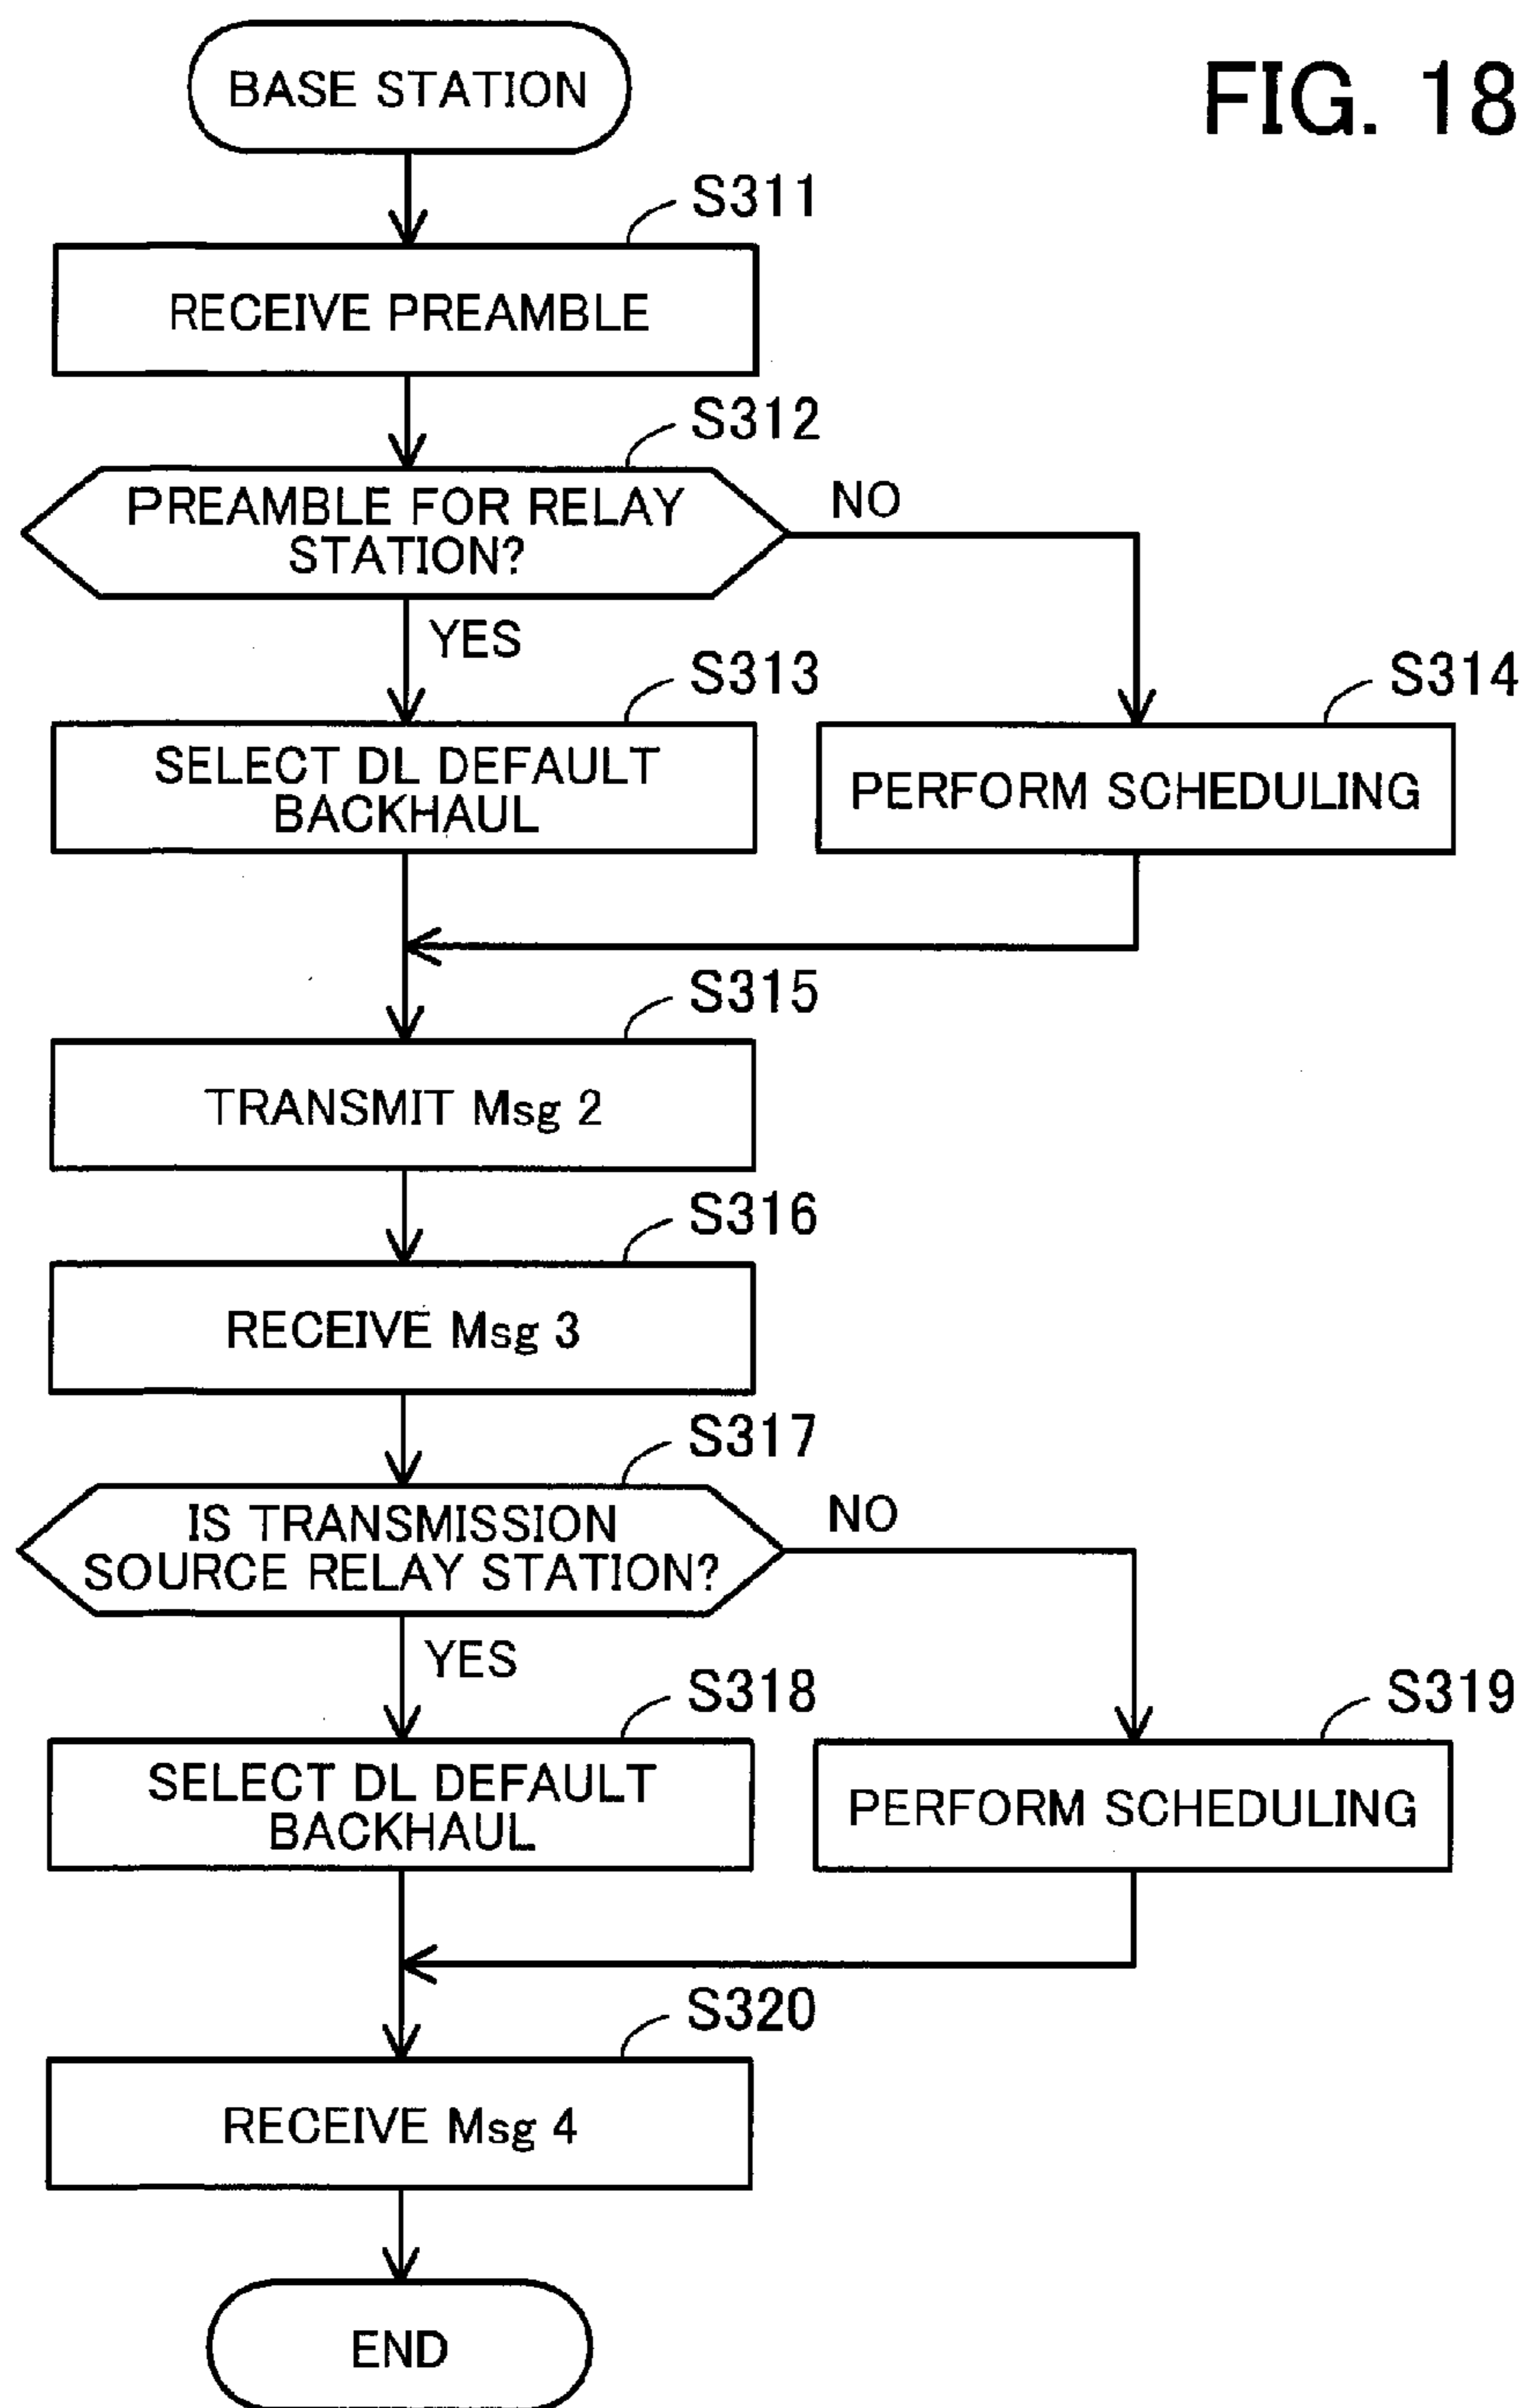 FIG. 18
BASE STATION
S311
RECEIVE PREAMBLE
S312
PREAMBLE FOR RELAY
STATION?
NO
YES
S313
SELECT DL DEFAULT
BACKHAUL
S314
PERFORM SCHEDULING
S315
TRANSMIT Msg 2
S316
RECEIVE Msg 3
S317
IS TRANSMISSION
SOURCE RELAY STATION?
NO
YES
S318
SELECT DL DEFAULT
BACKHAUL
S319
PERFORM SCHEDULING
S320
RECEIVE Msg 4
END